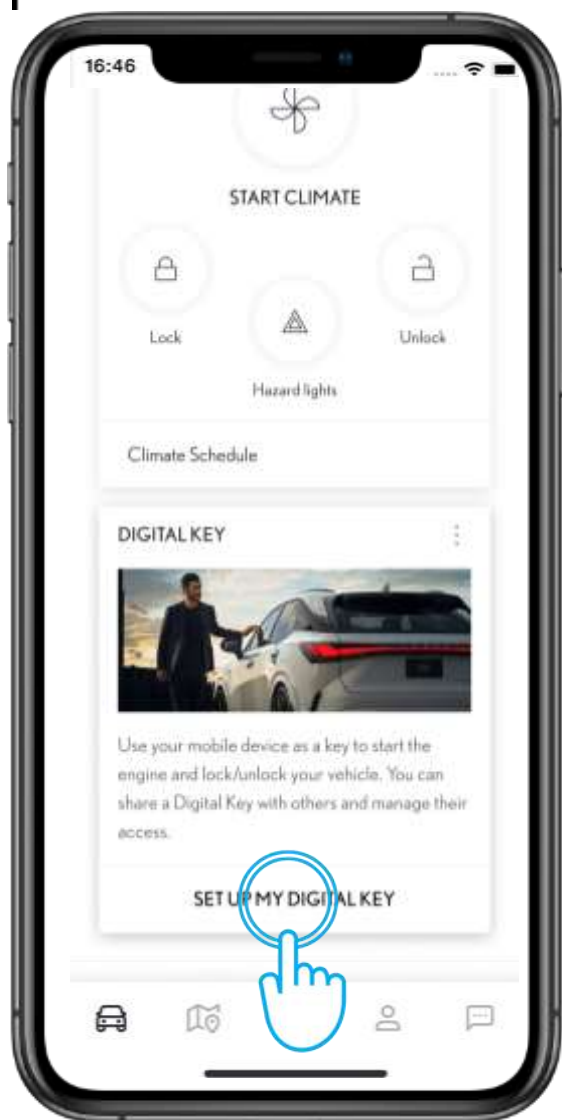 16:46
START CLIMATE
Lock
Unlock
Hazard lights
Climate Schedule
DIGITAL KEY
Use your mobile device as a key to start the
engine and lock/unlock your vehicle. You can
share a Digital Key with others and manage their
access.
SET UP MY DIGITAL KEY